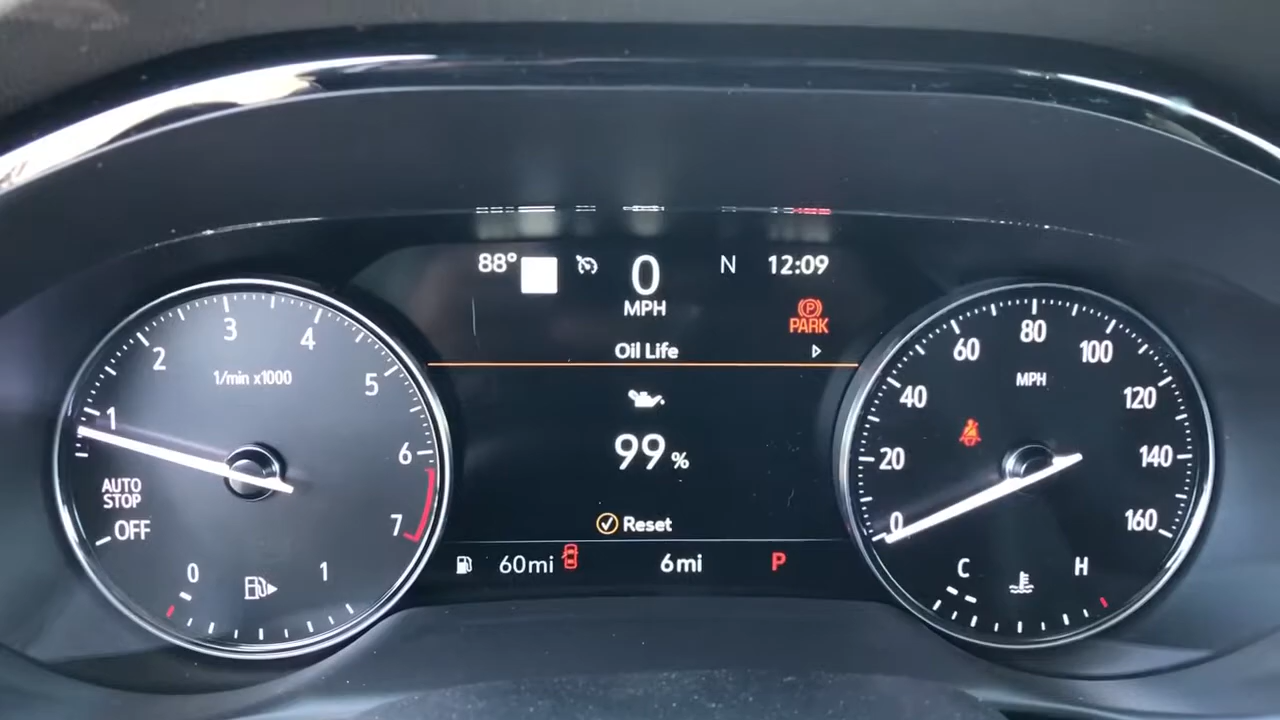 88° 0 N 12:09
MPH
P
PARK
Oil Life
99 %
Reset
60mi 6mi P
1 2 3 4 5 6 7
1/min x1000
AUTO
STOP
OFF
0 1
0 20 40 60 80 100 120 140 160
MPH
C H